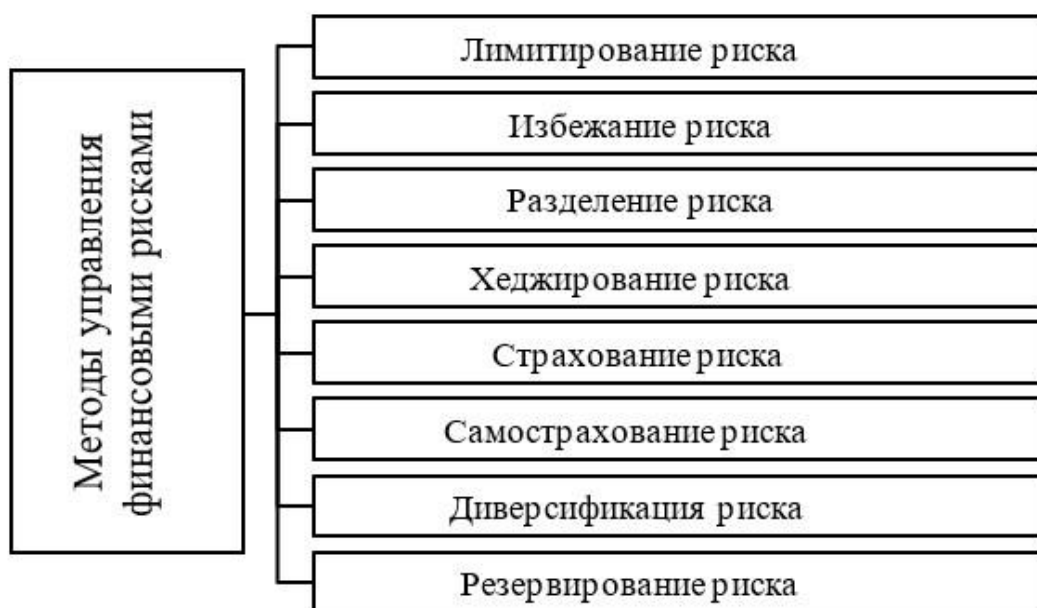 Методы управления
финансовыми рисками
Лимитирование риска
Избежание риска
Разделение риска
Хеджирование риска
Страхование риска
Самострахование риска
Диверсификация риска
Резервирование риска